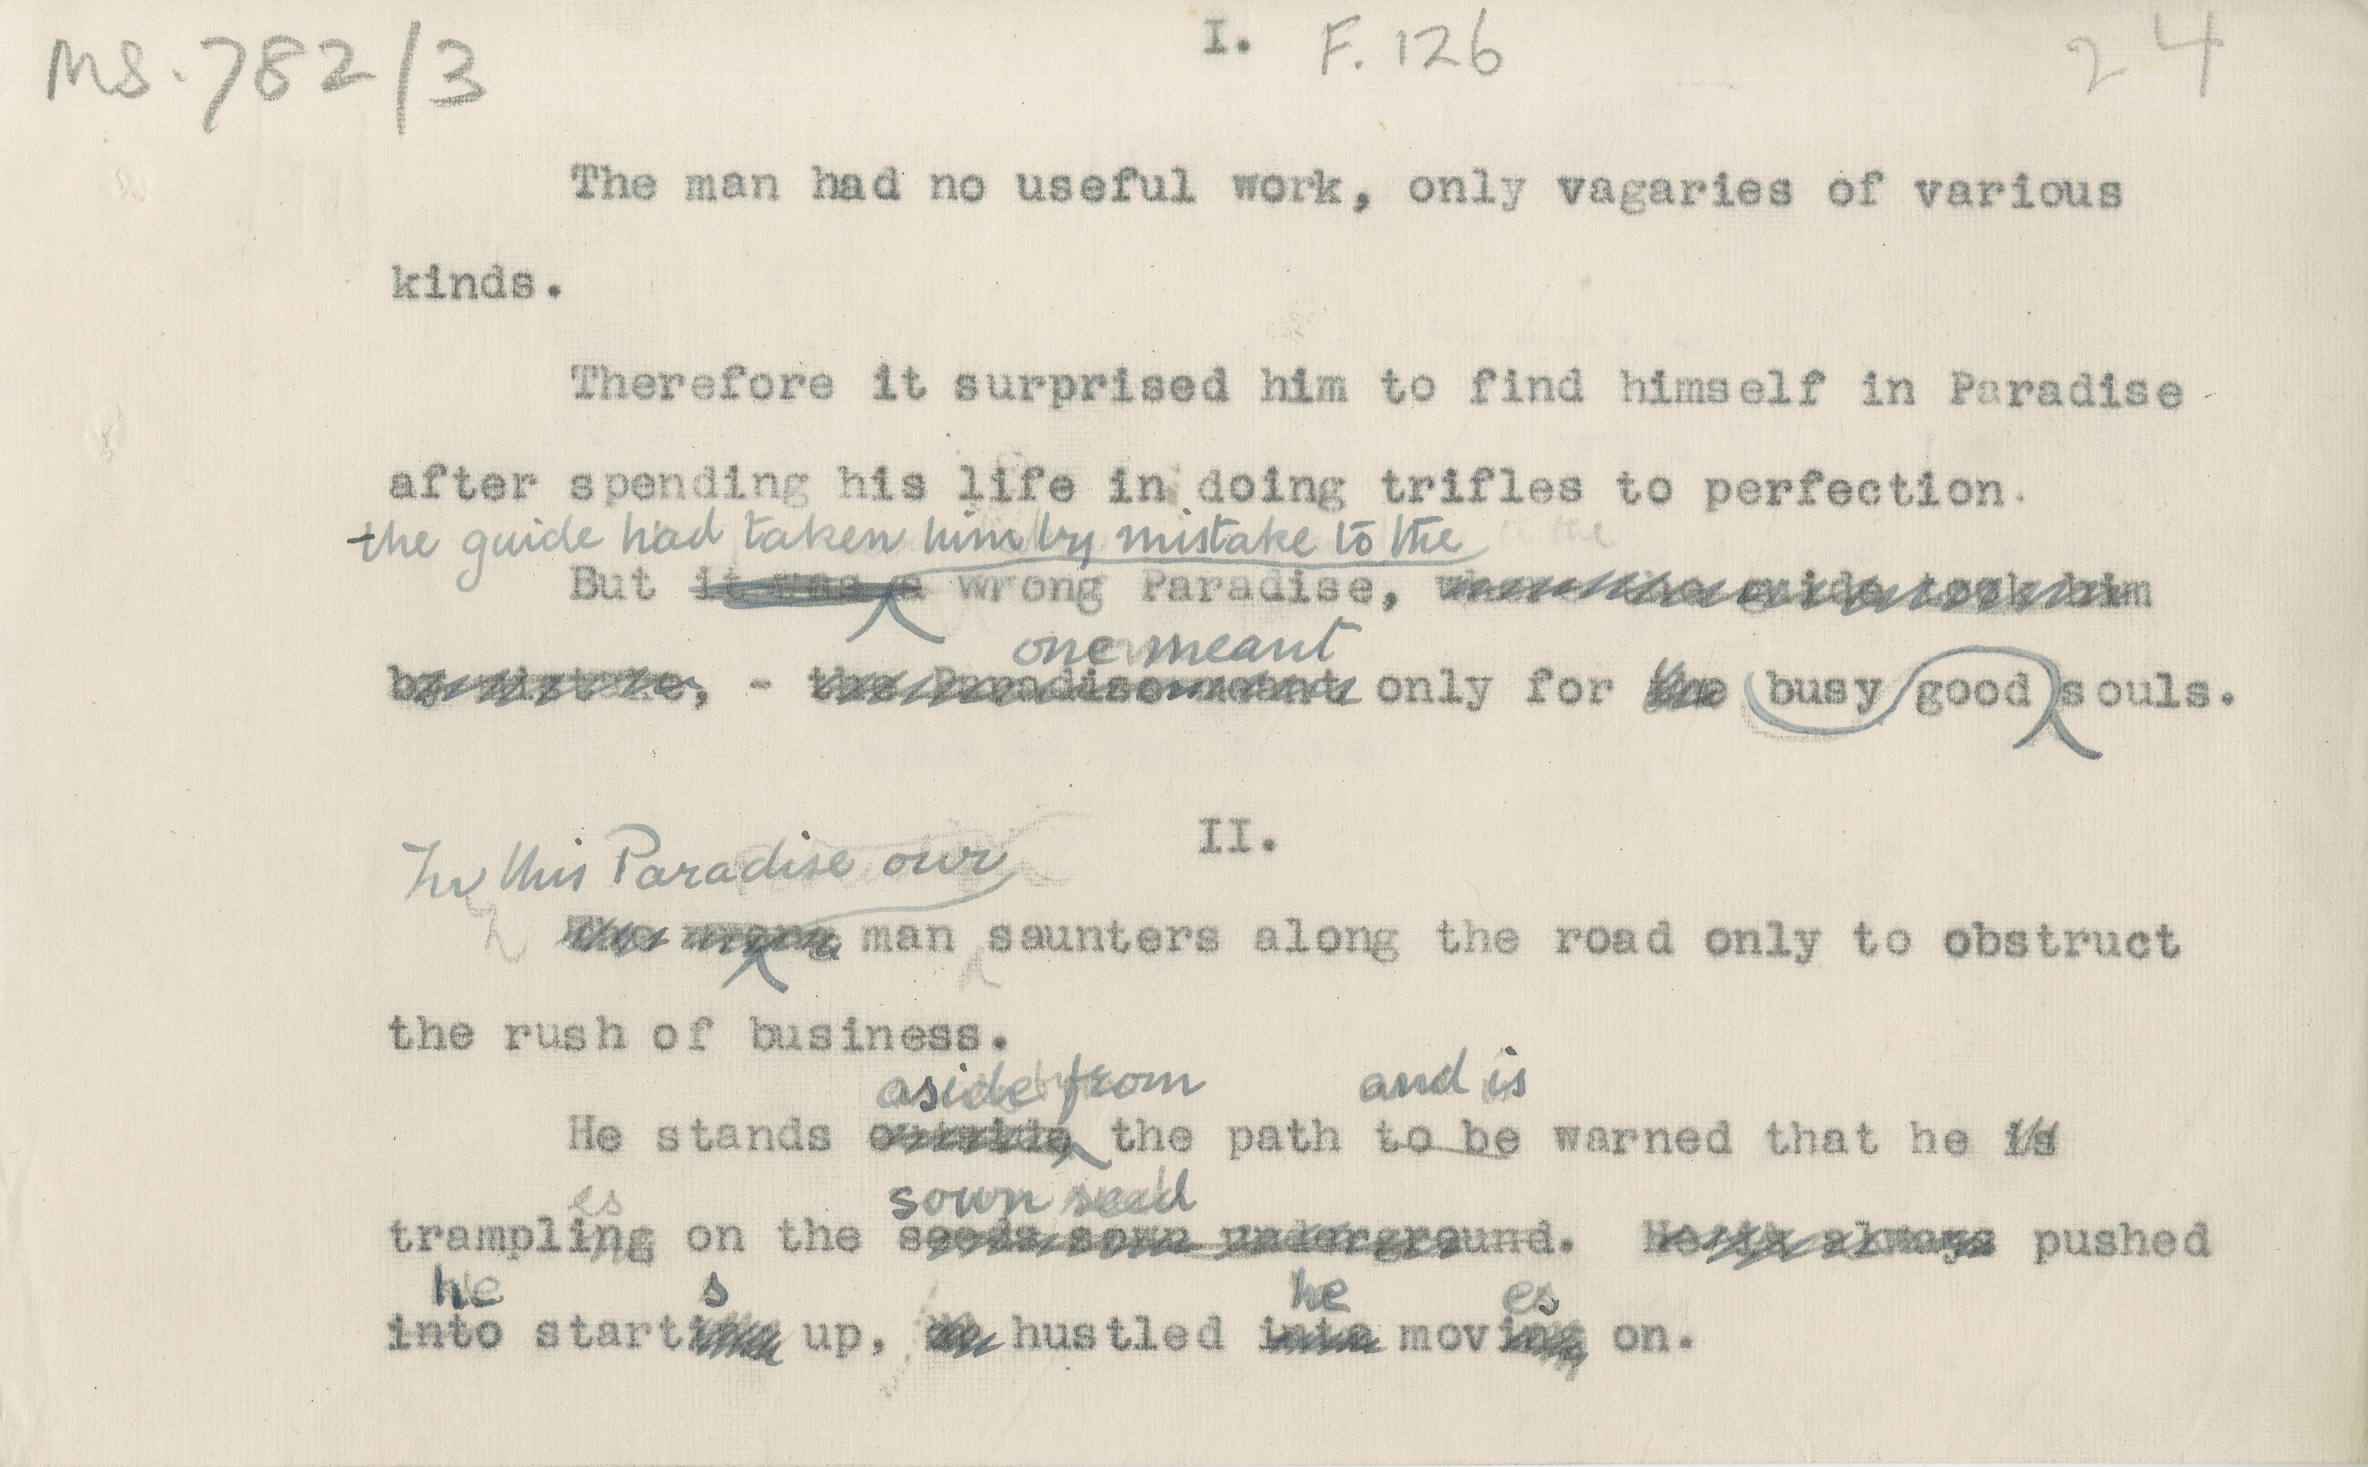 MS. 782/3
I. F. 126
24
The man had no useful work, only vagaries of various
kinds.
Therefore it surprised him to find himself in Paradise
after spending his life in doing trifles to perfection.
the guide had taken him by mistake to the to the
But it was a wrong Paradise, where the guide took him
one meant
by mistake, - the Paradise meant only for the busy good souls.
II.
In this Paradise our
The wrong man saunters along the road only to obstruct
the rush of business.
aside from and is
He stands outside the path to be warned that he is
es sown seed
trampling on the seeds sown underground. He is always pushed
he s he es
into starting up, hustled into moving on.